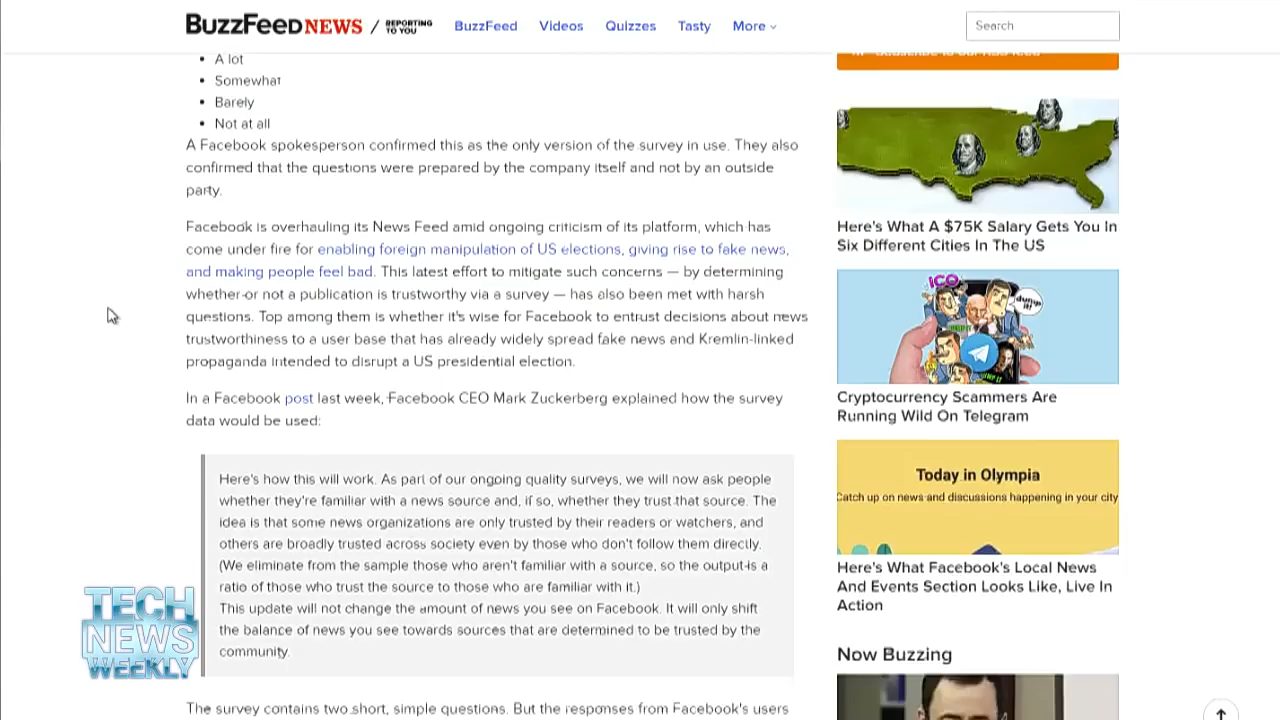 BuzzFeed NEWS / REPORTING TO YOU
BuzzFeed Videos Quizzes Tasty More
Search
A lot
Somewhat
Barely
Not at all
A Facebook spokesperson confirmed this as the only version of the survey in use. They also
confirmed that the questions were prepared by the company itself and not by an outside
party.
Facebook is overhauling its News Feed amid ongoing criticism of its platform, which has
come under fire for enabling foreign manipulation of US elections, giving rise to fake news,
and making people feel bad. This latest effort to mitigate such concerns — by determining
whether or not a publication is trustworthy via a survey — has also been met with harsh
questions. Top among them is whether it's wise for Facebook to entrust decisions about news
trustworthiness to a user base that has already widely spread fake news and Kremlin-linked
propaganda intended to disrupt a US presidential election.
In a Facebook post last week, Facebook CEO Mark Zuckerberg explained how the survey
data would be used:
Here's how this will work. As part of our ongoing quality surveys, we will now ask people
whether they're familiar with a news source and, if so, whether they trust that source. The
idea is that some news organizations are only trusted by their readers or watchers, and
others are broadly trusted across society even by those who don't follow them directly.
(We eliminate from the sample those who aren't familiar with a source, so the output is a
ratio of those who trust the source to those who are familiar with it.)
This update will not change the amount of news you see on Facebook. It will only shift
the balance of news you see towards sources that are determined to be trusted by the
community.
The survey contains two short, simple questions. But the responses from Facebook's users
Here's What A $75K Salary Gets You In
Six Different Cities In The US
ICO
dump it!
Cryptocurrency Scammers Are
Running Wild On Telegram
Today in Olympia
Catch up on news and discussions happening in your city
Here's What Facebook's Local News
And Events Section Looks Like, Live In
Action
Now Buzzing
TECH
NEWS
WEEKLY